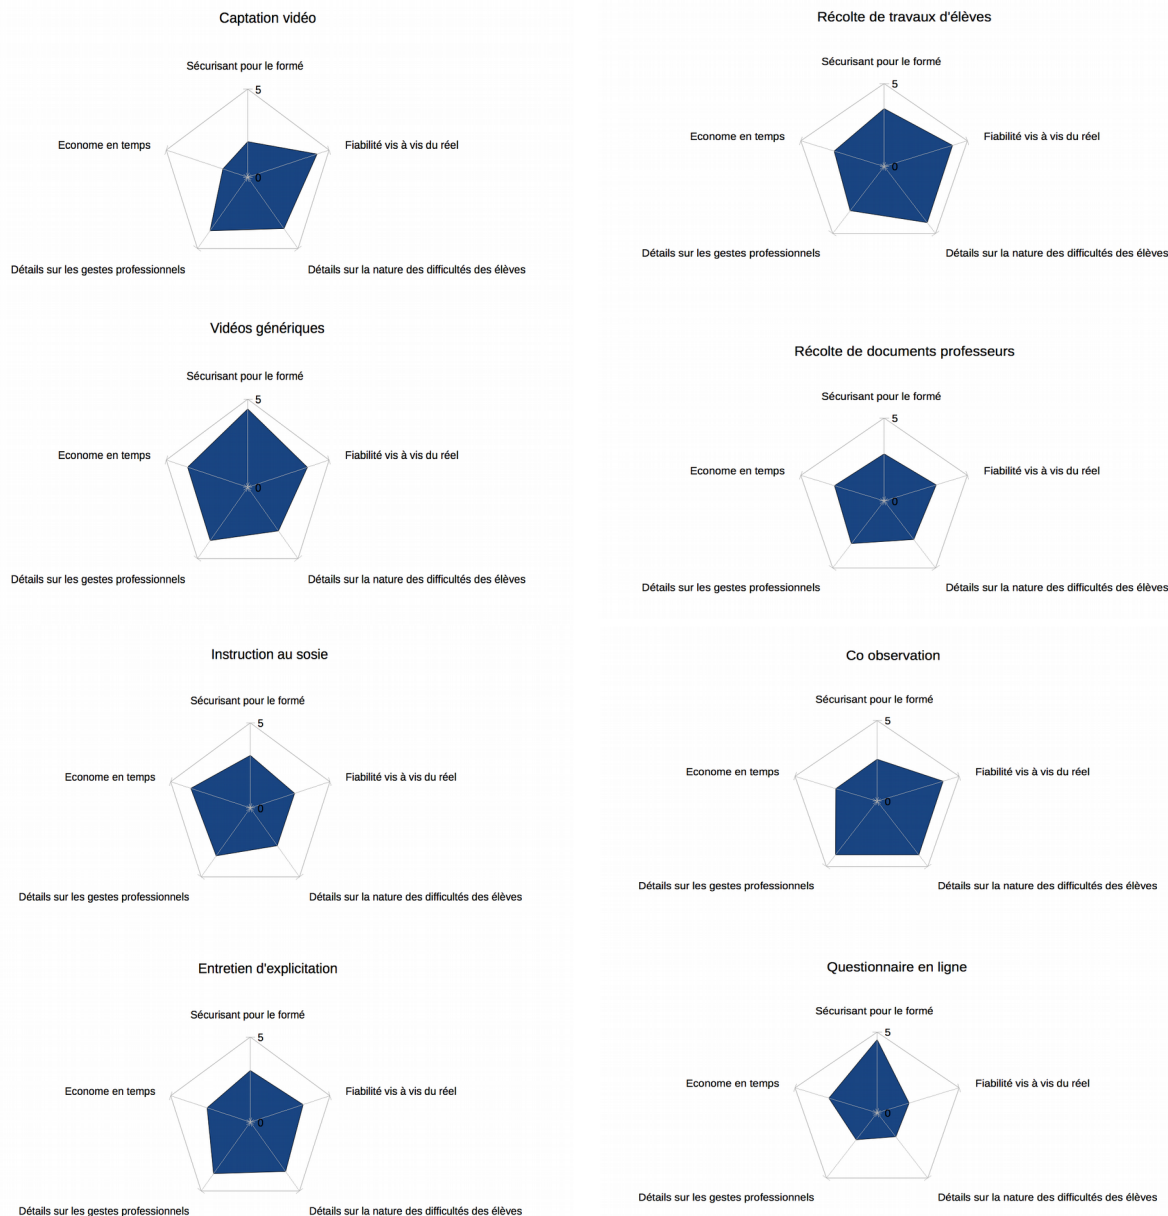 Captation vidéo
Sécurisant pour le formé
5
Econome en temps
Fiabilité vis à vis du réel
0
Détails sur les gestes professionnels
Détails sur la nature des difficultés des élèves
Récolte de travaux d'élèves
Sécurisant pour le formé
5
Econome en temps
Fiabilité vis à vis du réel
0
Détails sur les gestes professionnels
Détails sur la nature des difficultés des élèves
Vidéos génériques
Sécurisant pour le formé
5
Econome en temps
Fiabilité vis à vis du réel
0
Détails sur les gestes professionnels
Détails sur la nature des difficultés des élèves
Récolte de documents professeurs
Sécurisant pour le formé
5
Econome en temps
Fiabilité vis à vis du réel
0
Détails sur les gestes professionnels
Détails sur la nature des difficultés des élèves
Instruction au sosie
Sécurisant pour le formé
5
Econome en temps
Fiabilité vis à vis du réel
0
Détails sur les gestes professionnels
Détails sur la nature des difficultés des élèves
Co observation
Sécurisant pour le formé
5
Econome en temps
Fiabilité vis à vis du réel
0
Détails sur les gestes professionnels
Détails sur la nature des difficultés des élèves
Entretien d'explicitation
Sécurisant pour le formé
5
Econome en temps
Fiabilité vis à vis du réel
0
Détails sur les gestes professionnels
Détails sur la nature des difficultés des élèves
Questionnaire en ligne
Sécurisant pour le formé
5
Econome en temps
Fiabilité vis à vis du réel
0
Détails sur les gestes professionnels
Détails sur la nature des difficultés des élèves